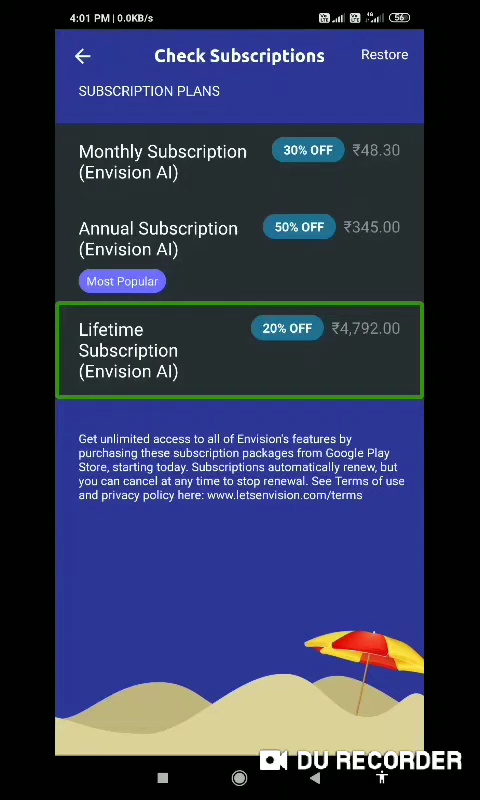 4:01 PM | 0.0KB/s
4G
56
Check Subscriptions
Restore
SUBSCRIPTION PLANS
Monthly Subscription
(Envision AI)
30% OFF
₹48.30
Annual Subscription
(Envision AI)
50% OFF
₹345.00
Most Popular
Lifetime
Subscription
(Envision AI)
20% OFF
₹4,792.00
Get unlimited access to all of Envision's features by
purchasing these subscription packages from Google Play
Store, starting today. Subscriptions automatically renew, but
you can cancel at any time to stop renewal. See Terms of use
and privacy policy here: www.letsenvision.com/terms
DU RECORDER